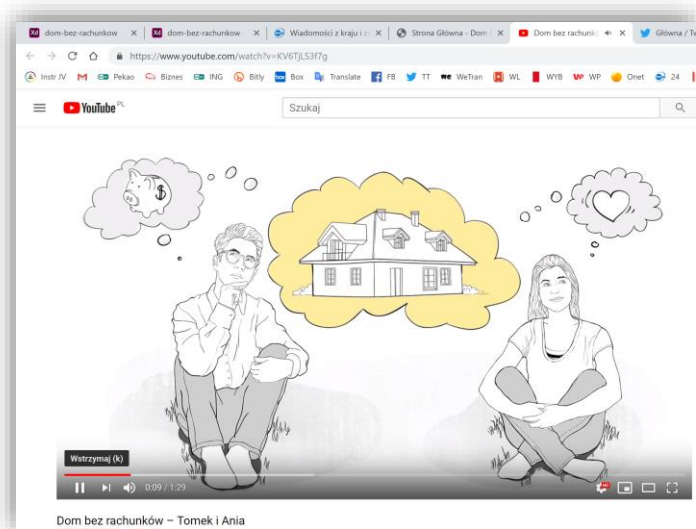 dom-bez-rachunkow dom-bez-rachunkow Wiadomości z kraju i Strona Główna - Dom Dom bez rachunkó Główna / Tw
https://www.youtube.com/watch?v=KV6TjLS3f7g
Instr JV Pekao Biznes ING Bitly Box Translate FB TT WeTran WL WYB WP Onet 24
YouTube PL Szukaj
$
Wstrzymaj (k)
0:09 / 1:29 HD
Dom bez rachunków – Tomek i Ania